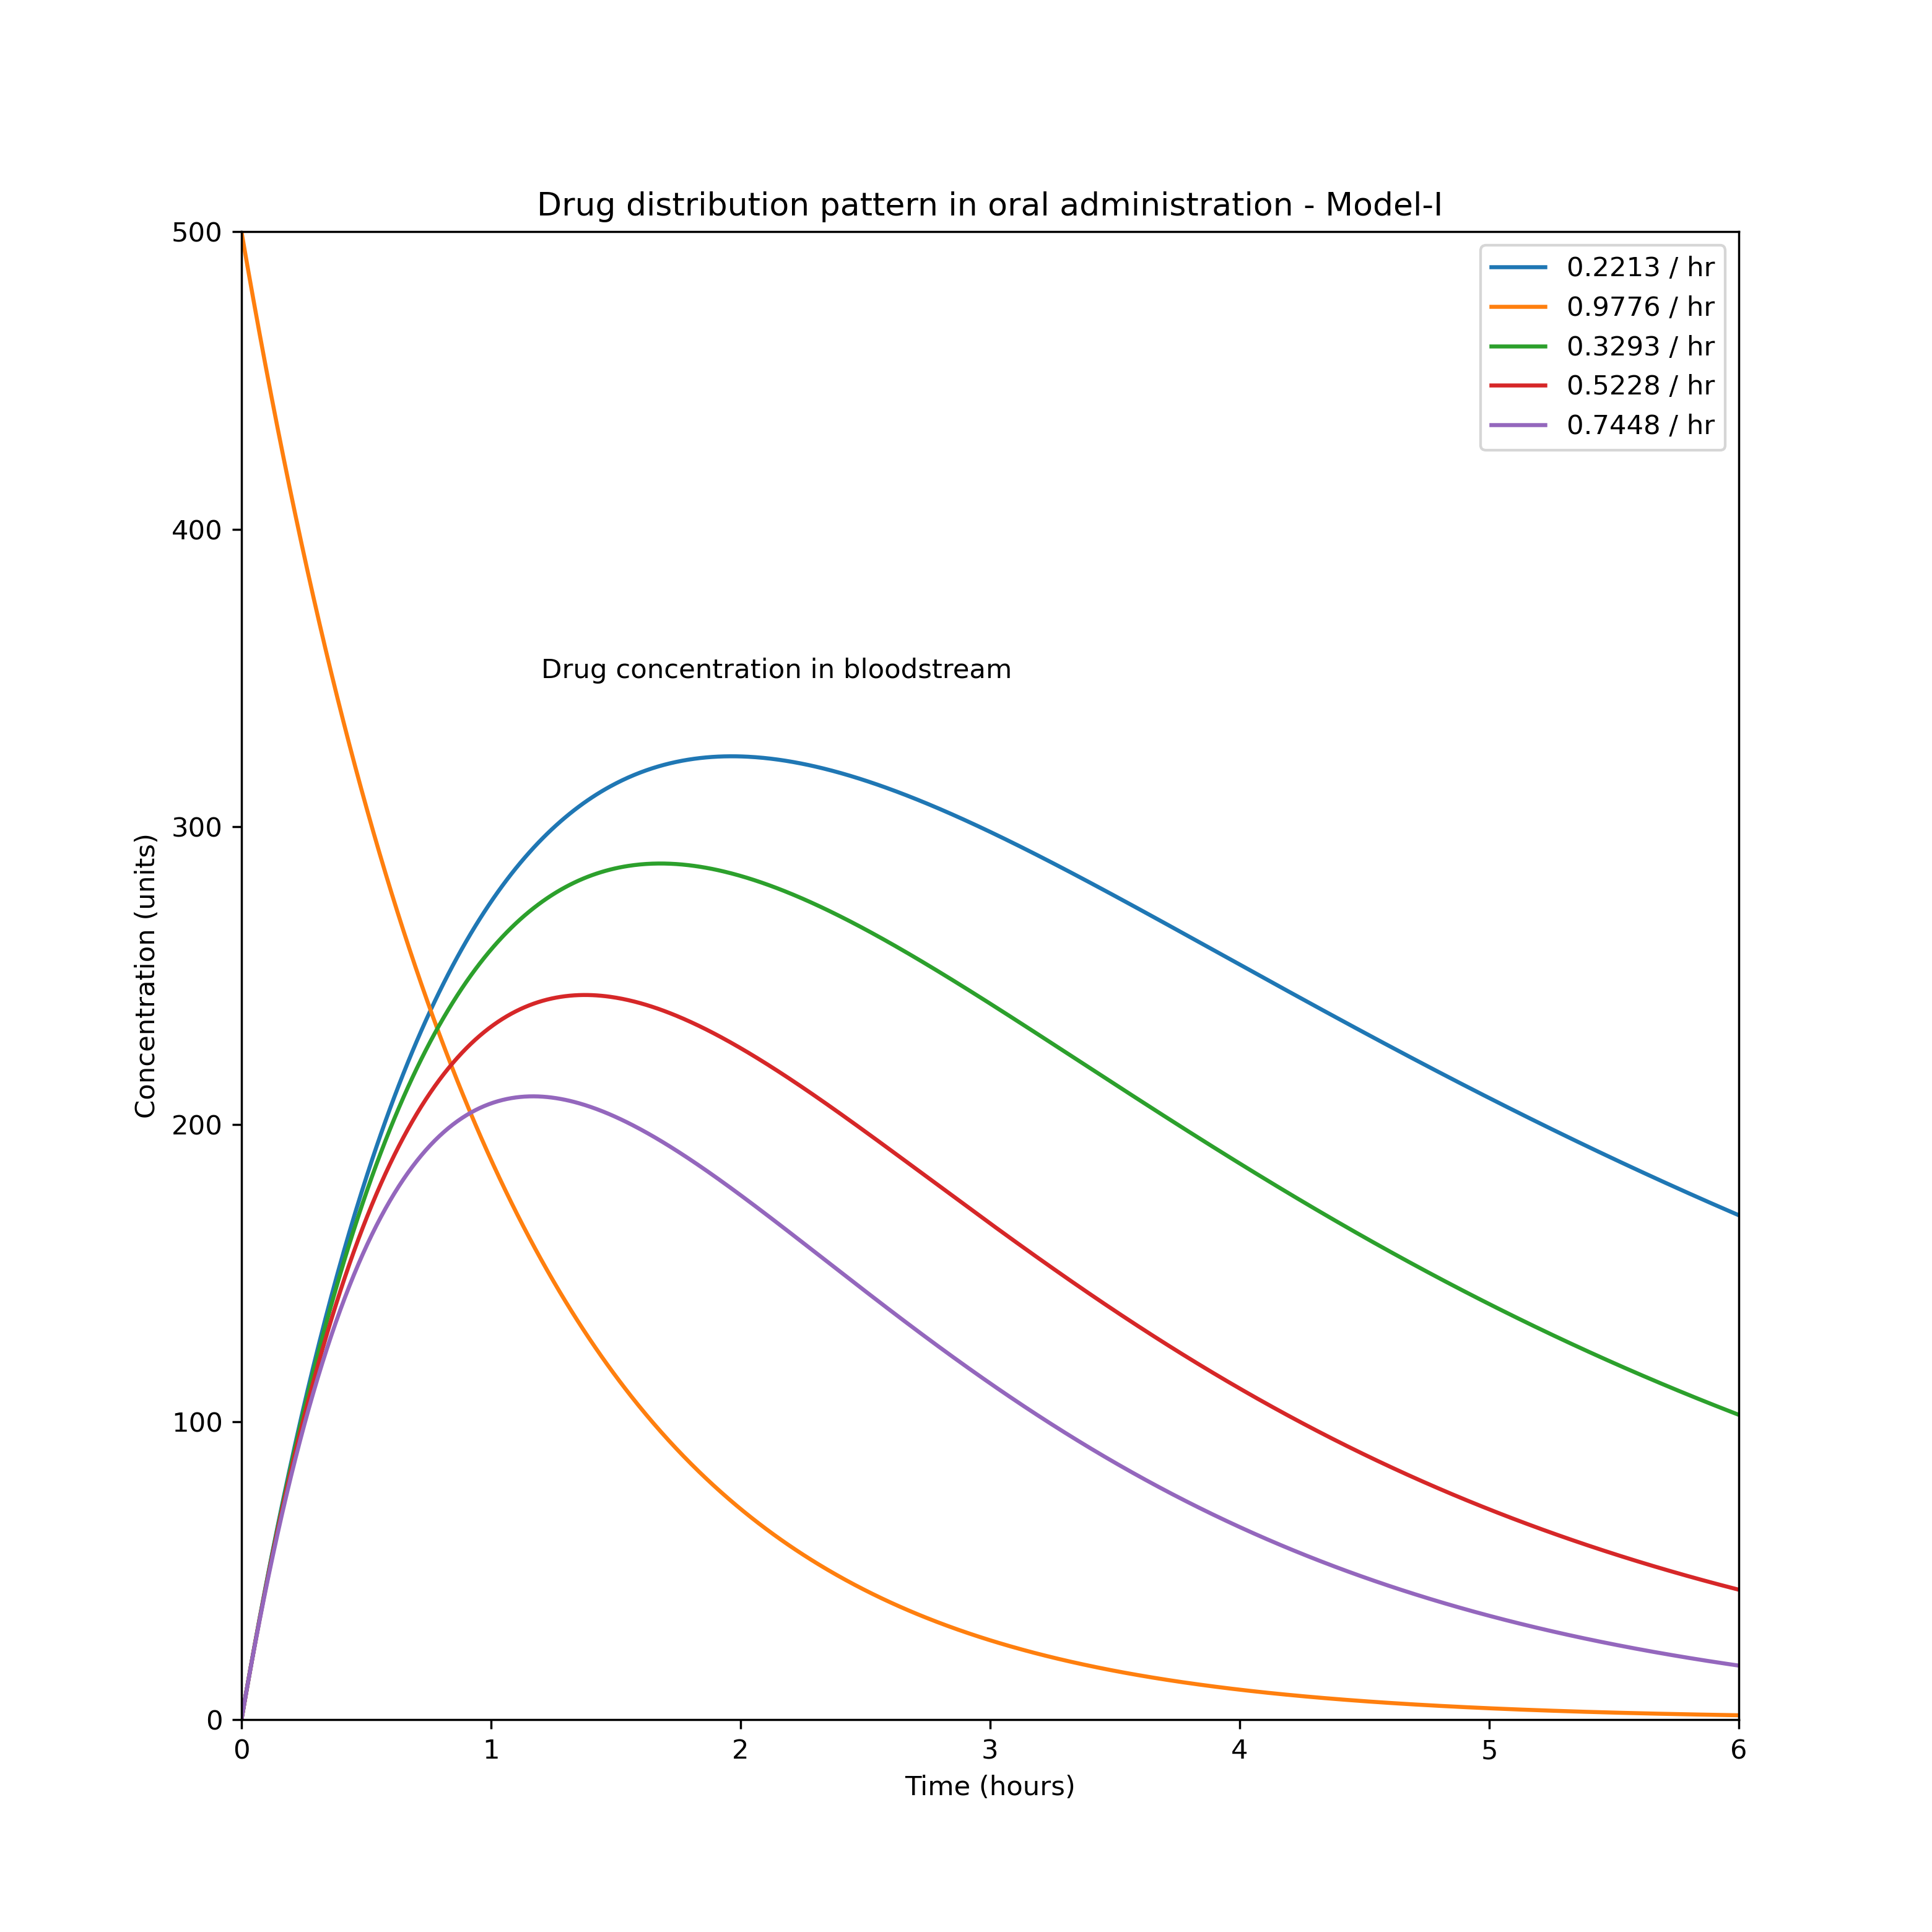 Drug distribution pattern in oral administration - Model-I
500
400
300
200
100
0
Concentration (units)
0.2213 / hr
0.9776 / hr
0.3293 / hr
0.5228 / hr
0.7448 / hr
Drug concentration in bloodstream
0 1 2 3 4 5 6
Time (hours)